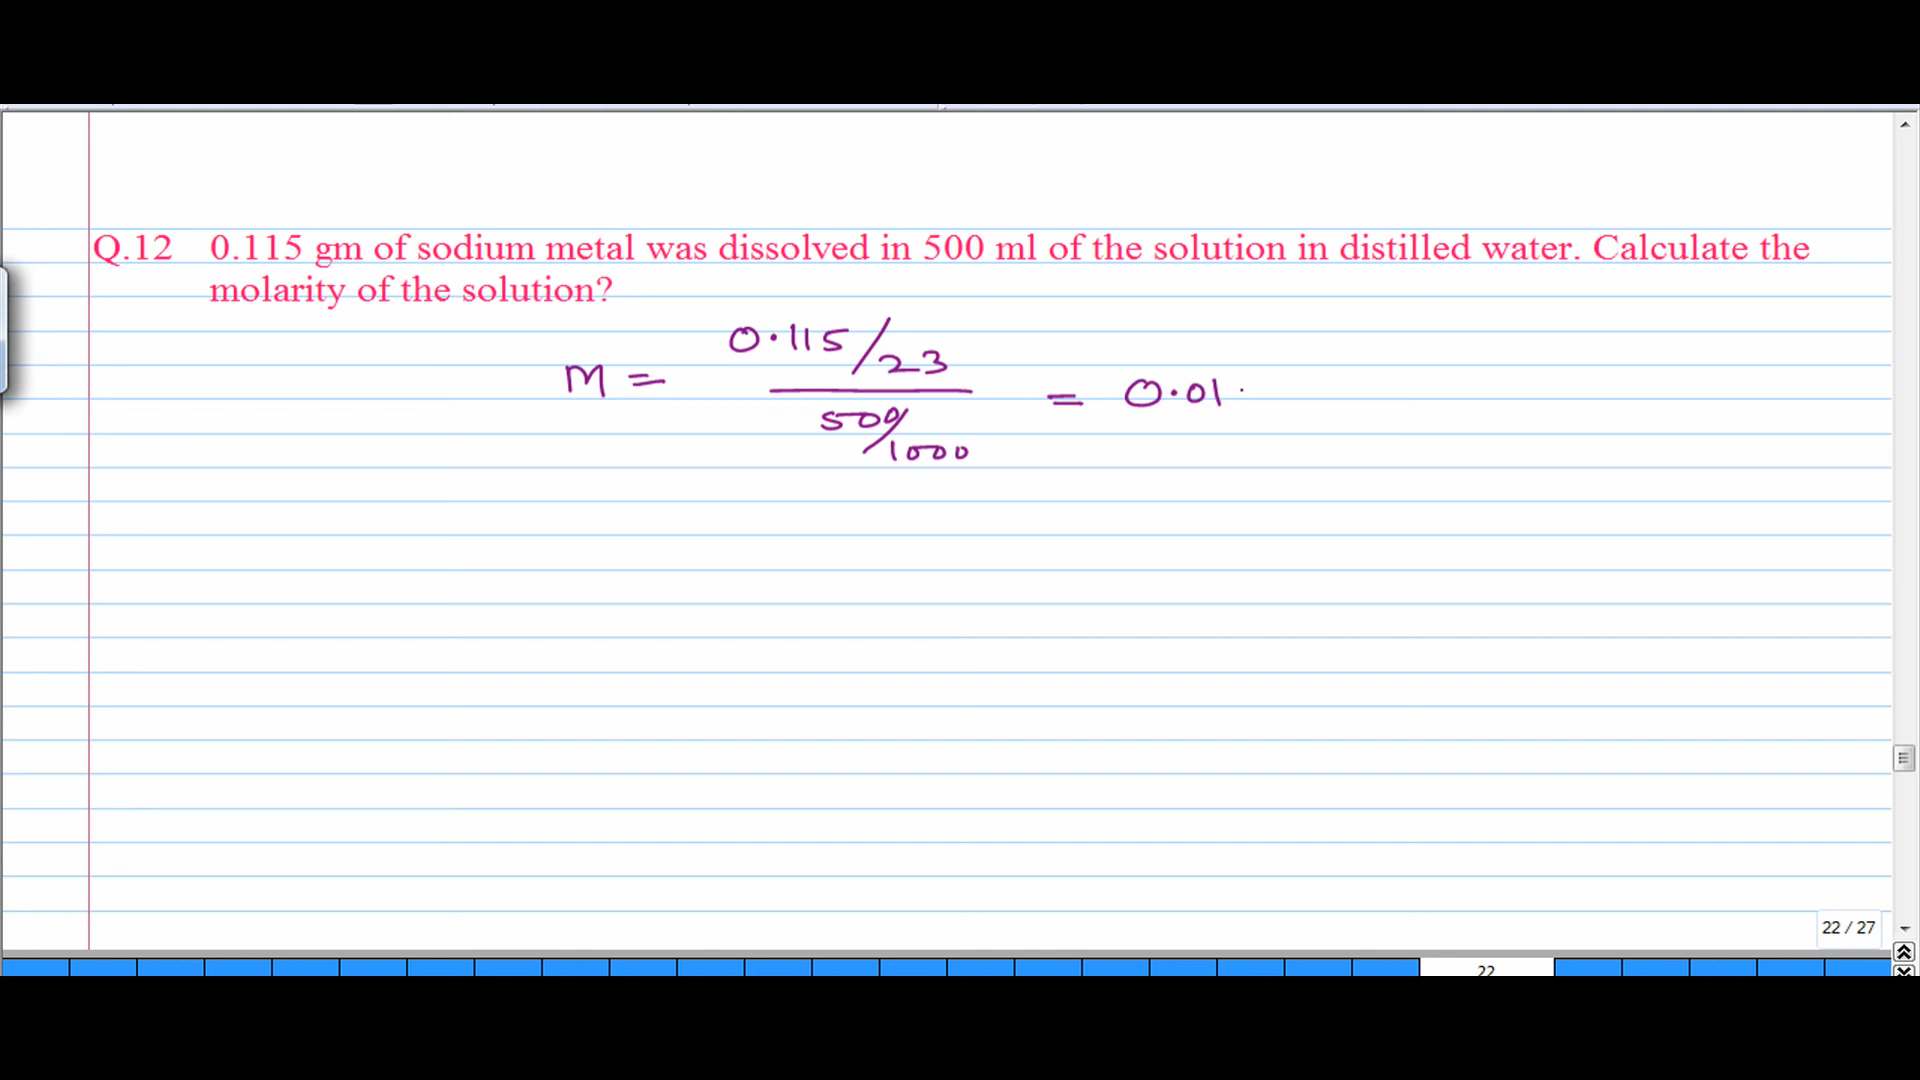 Q.12 0.115 gm of sodium metal was dissolved in 500 ml of the solution in distilled water. Calculate the
molarity of the solution?
M = 0.115/23
500/1000
= 0.01.
22 / 27
22